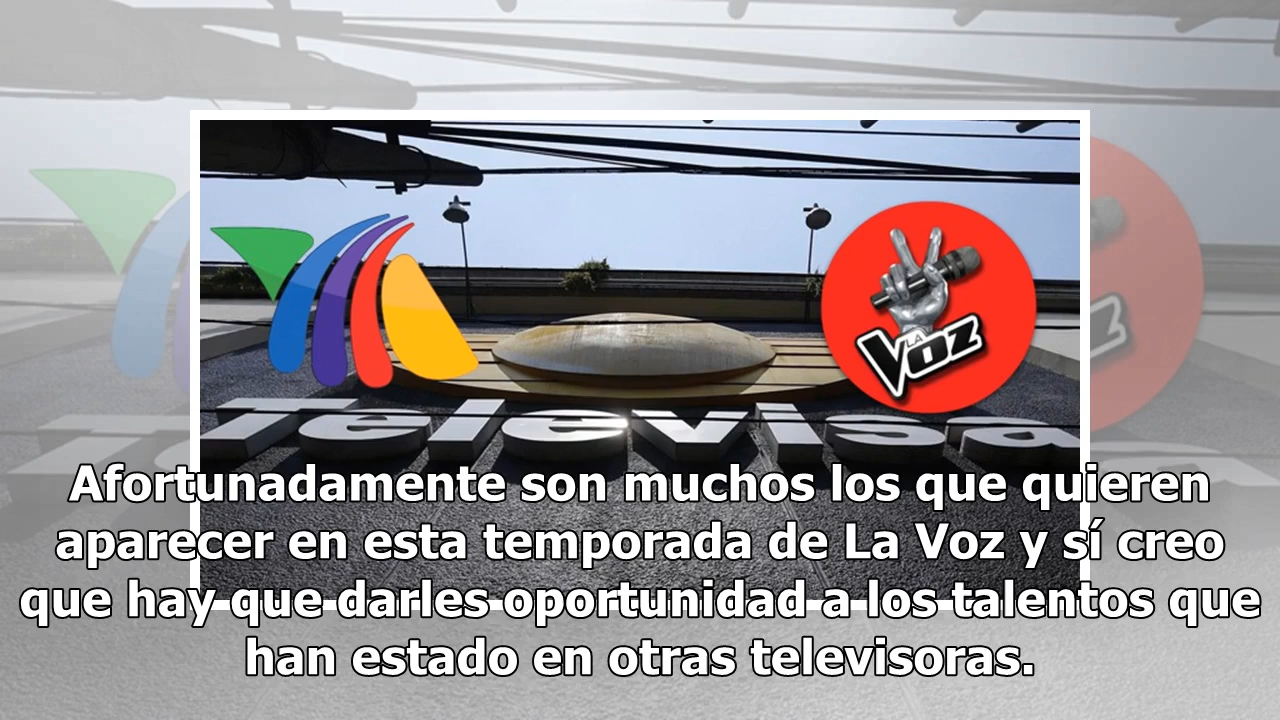 LA
VOZ
Televisa
Afortunadamente son muchos los que quieren
aparecer en esta temporada de La Voz y sí creo
que hay que darles oportunidad a los talentos que
han estado en otras televisoras.